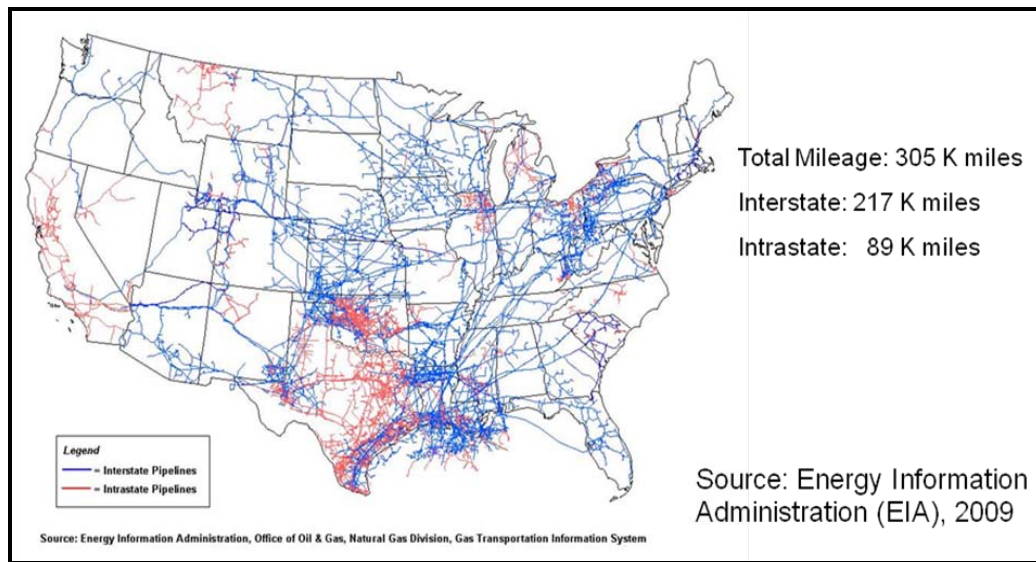 Total Mileage: 305 K miles
Interstate: 217 K miles
Intrastate: 89 K miles
Legend
= Interstate Pipelines
= Intrastate Pipelines
Source: Energy Information
Administration (EIA), 2009
Source: Energy Information Administration, Office of Oil & Gas, Natural Gas Division, Gas Transportation Information System